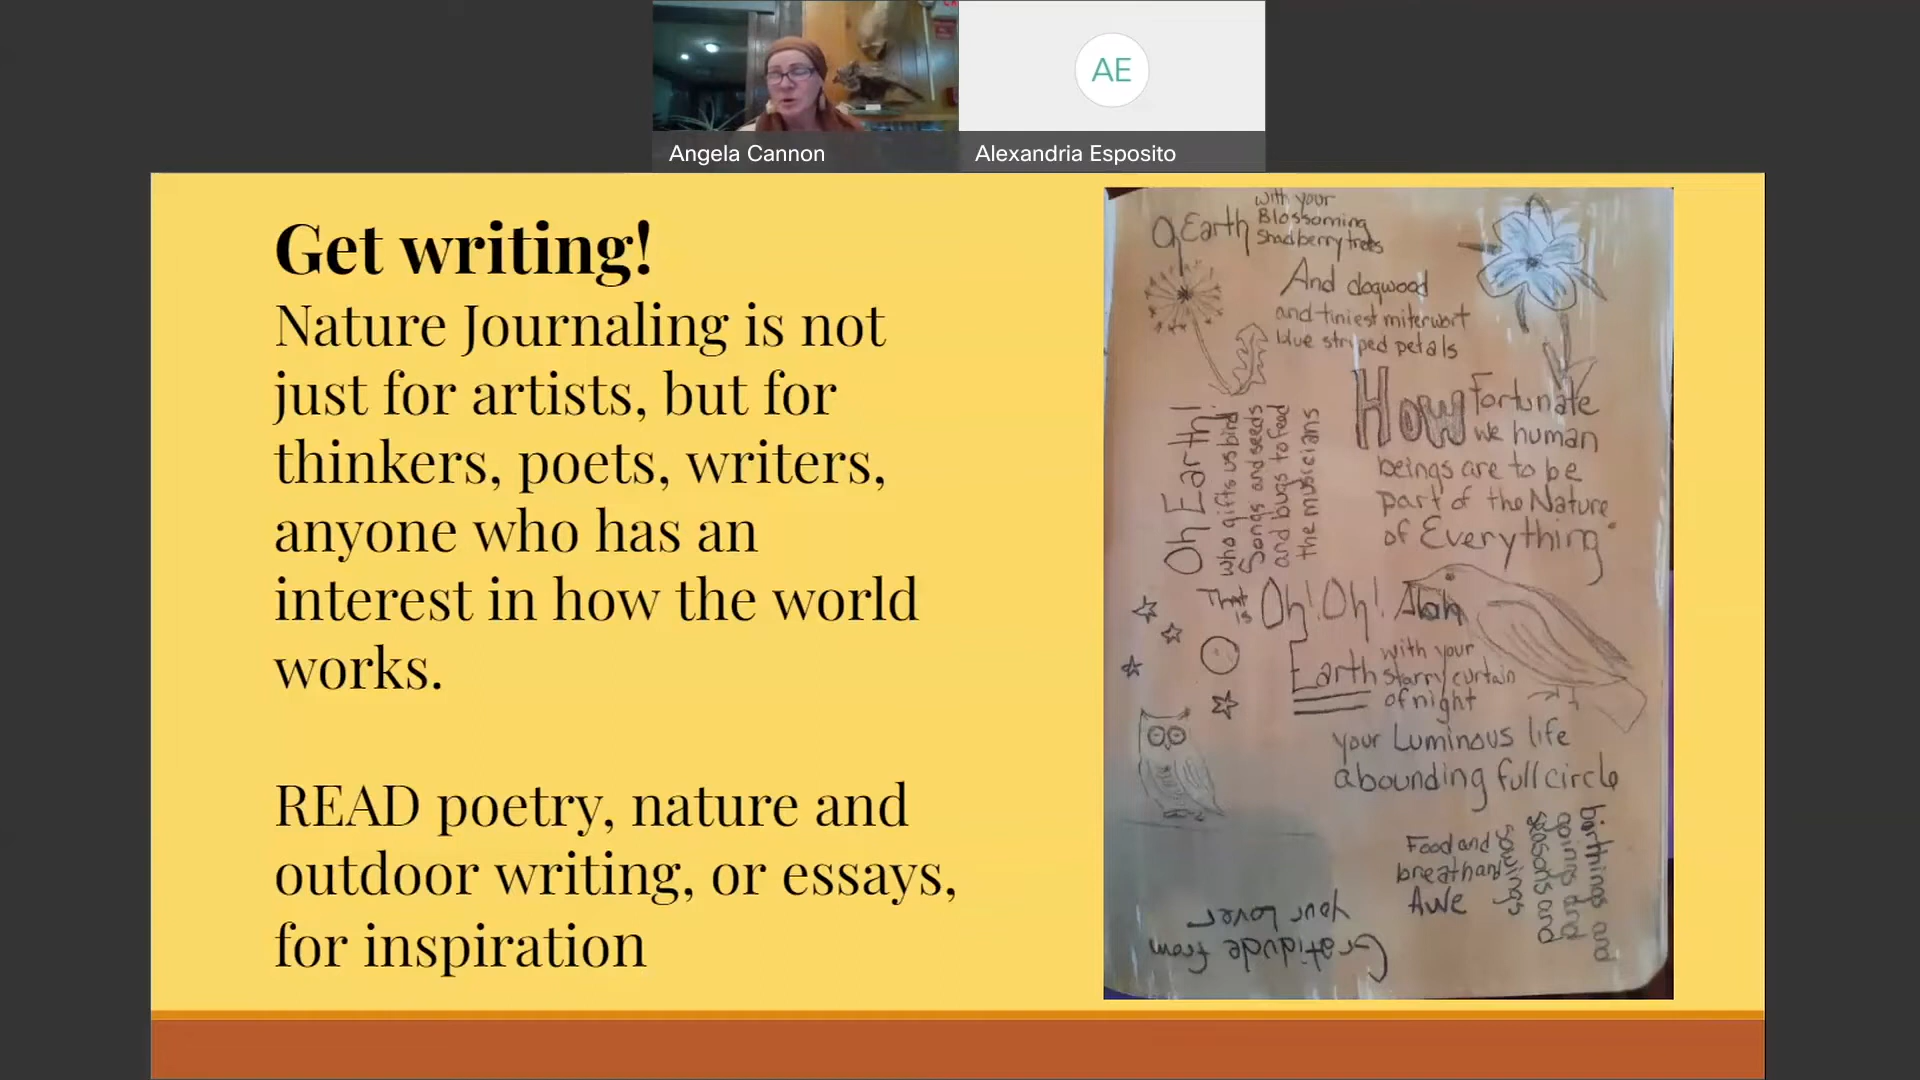 AE
Angela Cannon
Alexandria Esposito
Get writing!
Nature Journaling is not
just for artists, but for
thinkers, poets, writers,
anyone who has an
interest in how the world
works.
READ poetry, nature and
outdoor writing, or essays,
for inspiration
Earth
with your
Blossoming
Shadberry trees
And dogwood
and tiniest miterwort
blue striped petals
How Fortunate
we human
beings are to be
part of the Nature
of Everything
Oh Earth!
who gifts us bird
Songs and seeds
and bugs to feed
the musicians
That
is
Oh! Oh!
Earth
with your
starry curtain
of night
your Luminous life
abounding full circle
birthings and
goings and
seasons and
sowings
Food and
breath and
Awe
Gratidude from
your Lover